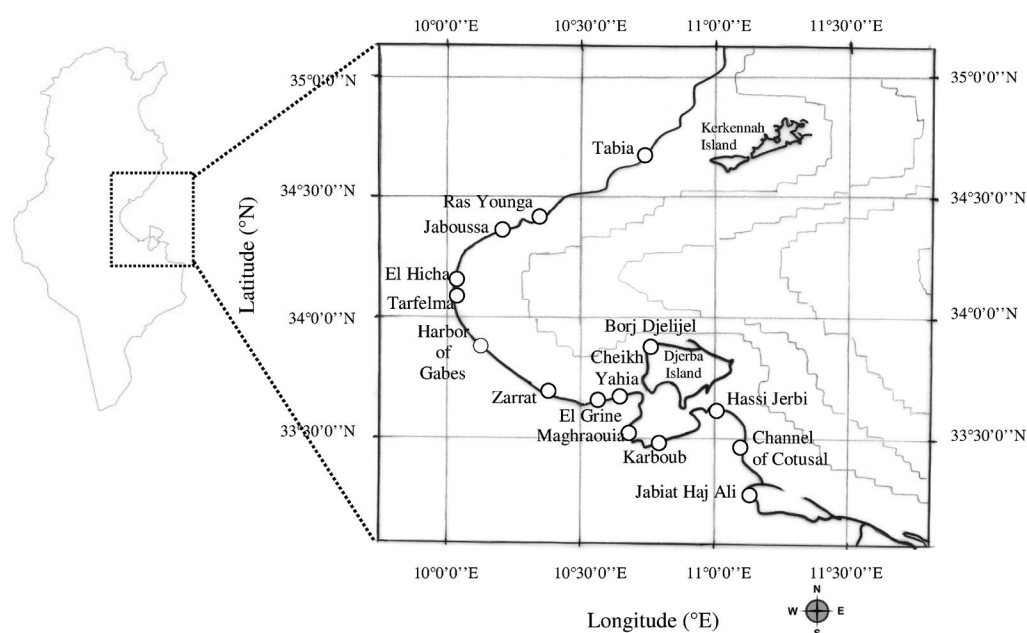 10°0'0''E 10°30'0''E 11°0'0''E 11°30'0''E
35°0'0''N 35°0'0''N
Kerkennah
Island
Tabia
34°30'0''N 34°30'0''N
Ras Younga
Jaboussa
Latitude (°N)
El Hicha
Tarfelma
34°0'0''N 34°0'0''N
Harbor
of
Gabes
Borj Djelijel
Cheikh
Yahia
Djerba
Island
Zarrat
El Grine
Hassi Jerbi
Maghraouia
33°30'0''N 33°30'0''N
Karboub
Channel
of Cotusal
Jabiat Haj Ali
10°0'0''E 10°30'0''E 11°0'0''E 11°30'0''E
Longitude (°E)
N
W E
S